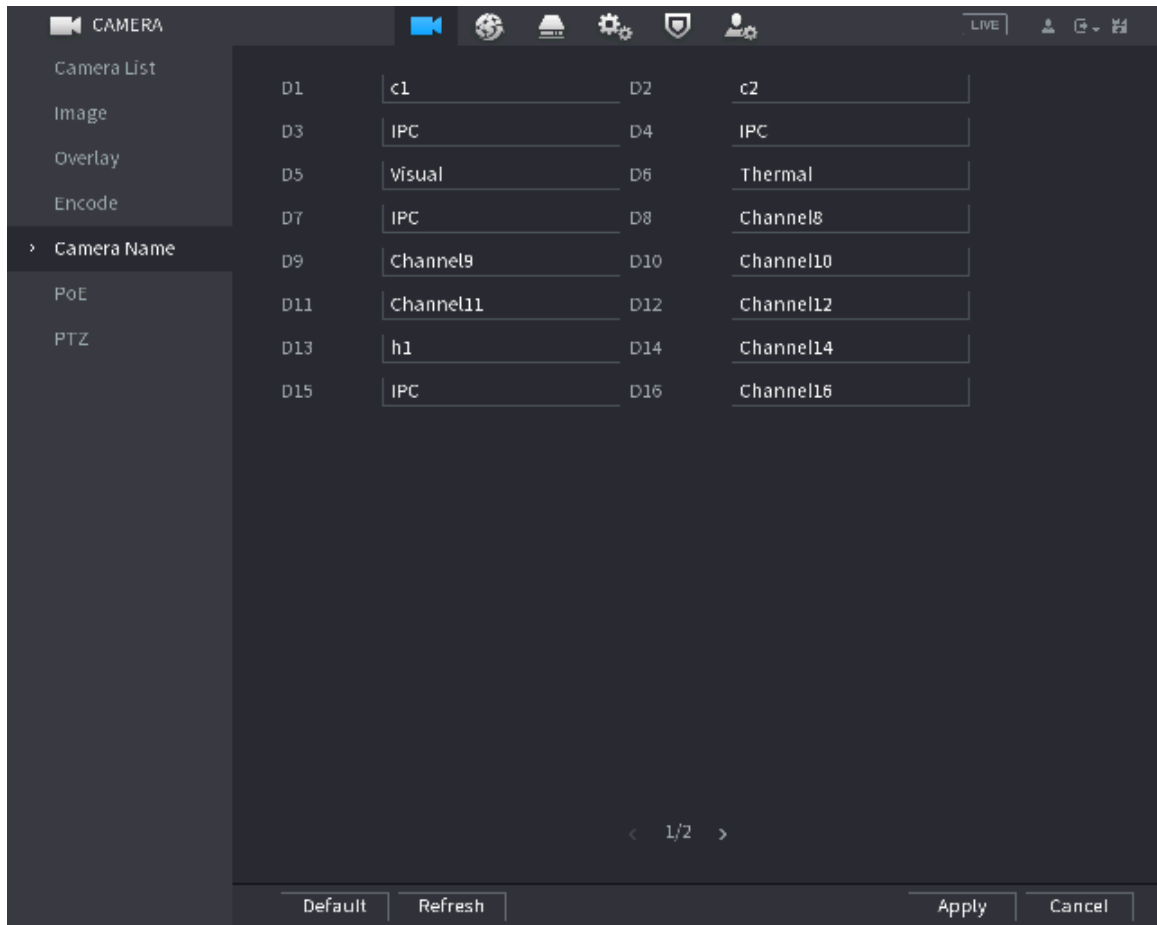 CAMERA
LIVE
Camera List
Image
Overlay
Encode
Camera Name
PoE
PTZ
D1 c1 D2 c2
D3 IPC D4 IPC
D5 Visual D6 Thermal
D7 IPC D8 Channel8
D9 Channel9 D10 Channel10
D11 Channel11 D12 Channel12
D13 h1 D14 Channel14
D15 IPC D16 Channel16
< 1/2 >
Default Refresh Apply Cancel